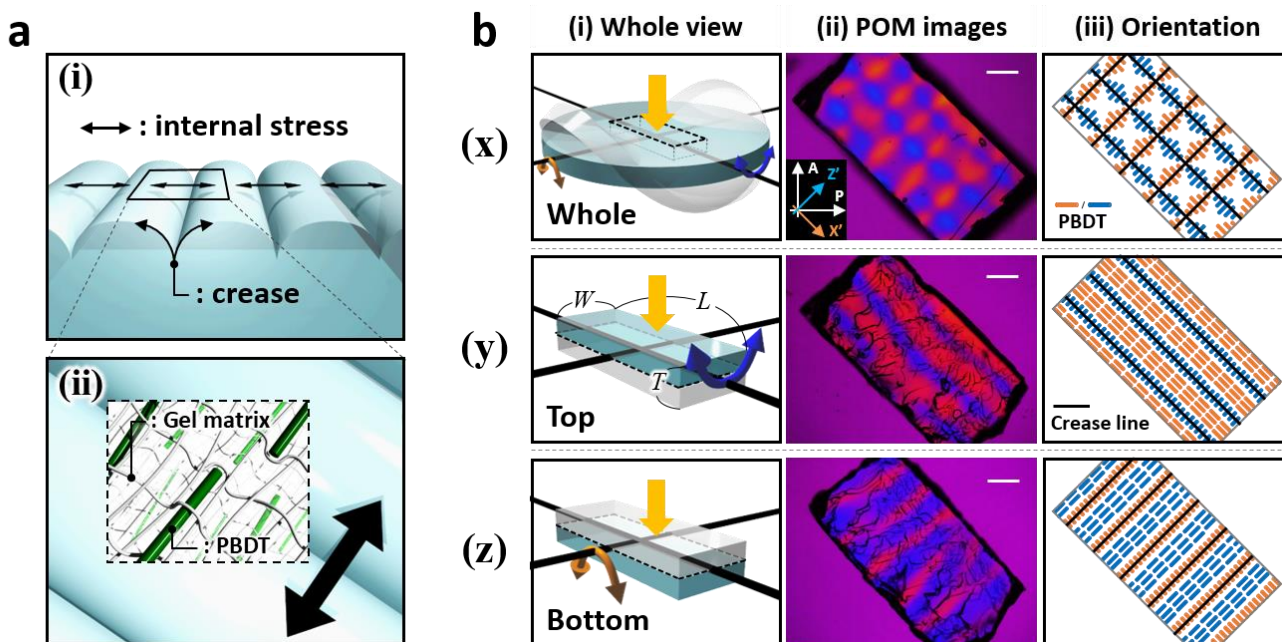 a
(i)
: internal stress
: crease
(ii)
: Gel matrix
: PBDT
b
(i) Whole view
(ii) POM images
(iii) Orientation
(x)
Whole
A
Z'
P
X'
/
PBDT
(y)
W
L
T
Top
Crease line
(z)
Bottom